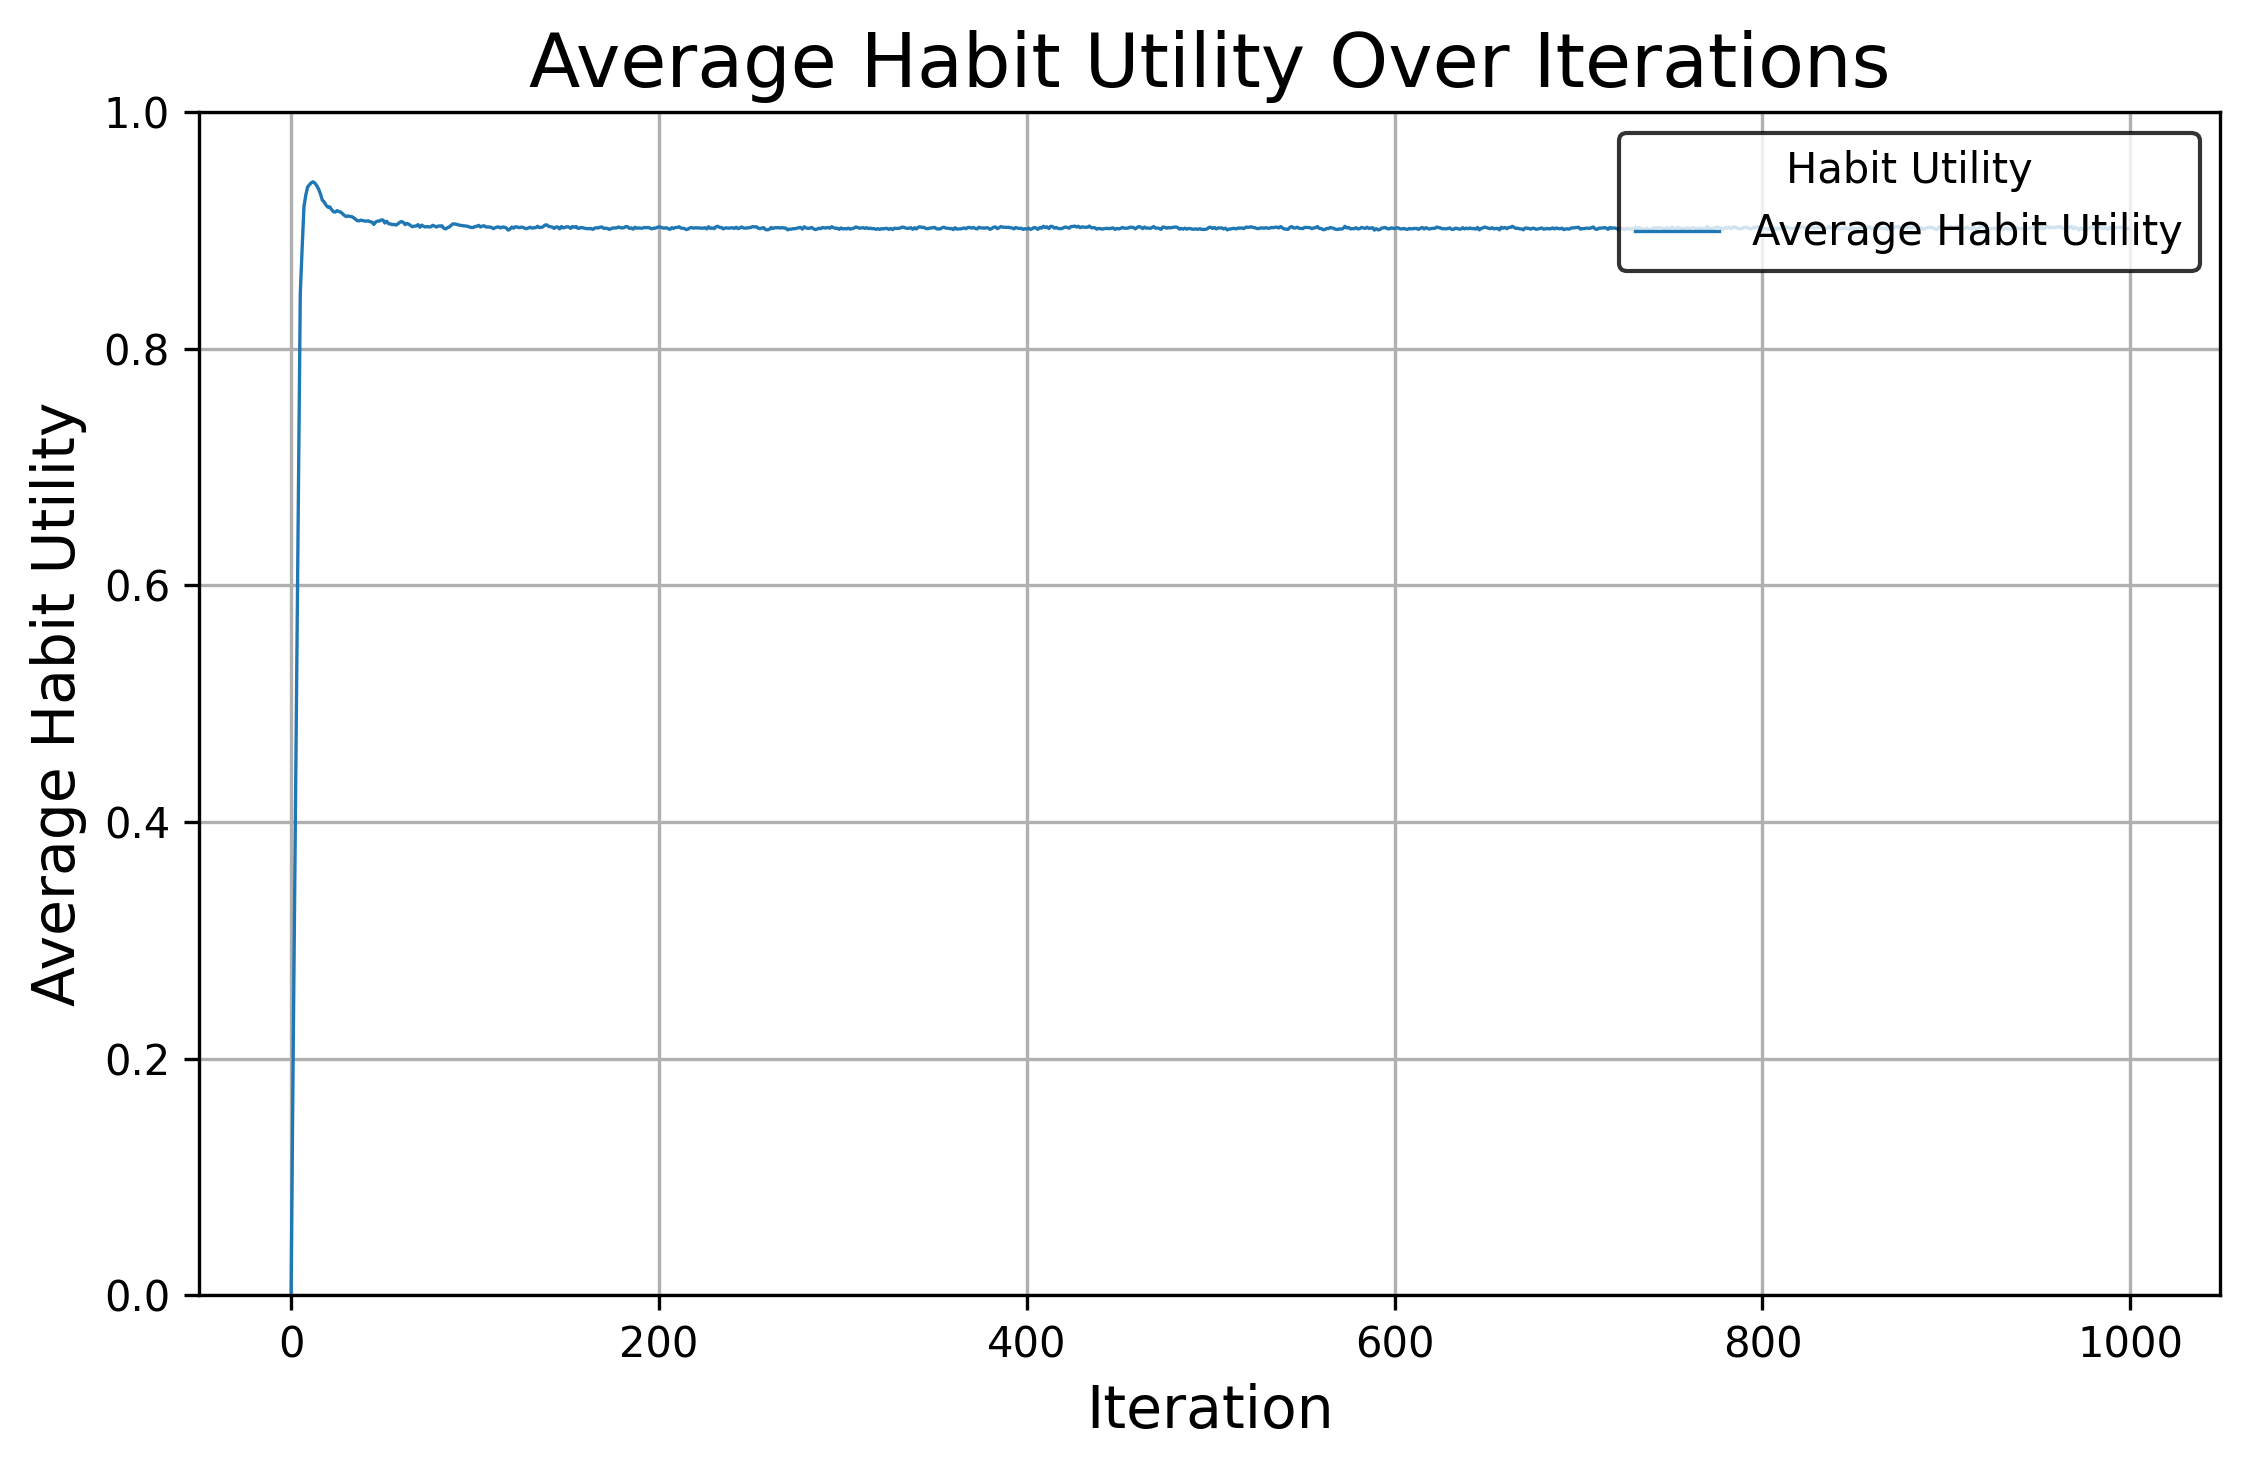 Average Habit Utility Over Iterations
Average Habit Utility
1.0
0.8
0.6
0.4
0.2
0.0
Habit Utility
Average Habit Utility
0 200 400 600 800 1000
Iteration